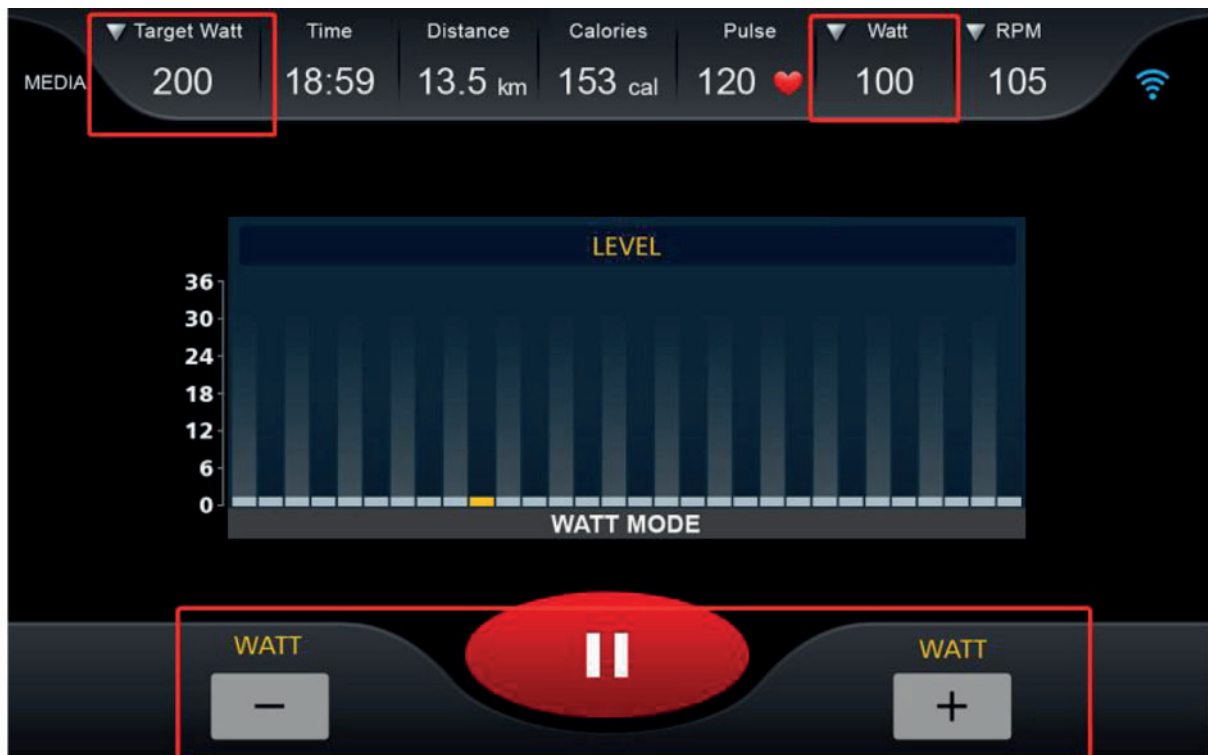 Target Watt Time Distance Calories Pulse Watt RPM
MEDIA 200 18:59 13.5 km 153 cal 120 100 105
LEVEL
36
30
24
18
12
6
0
WATT MODE
WATT WATT
− +